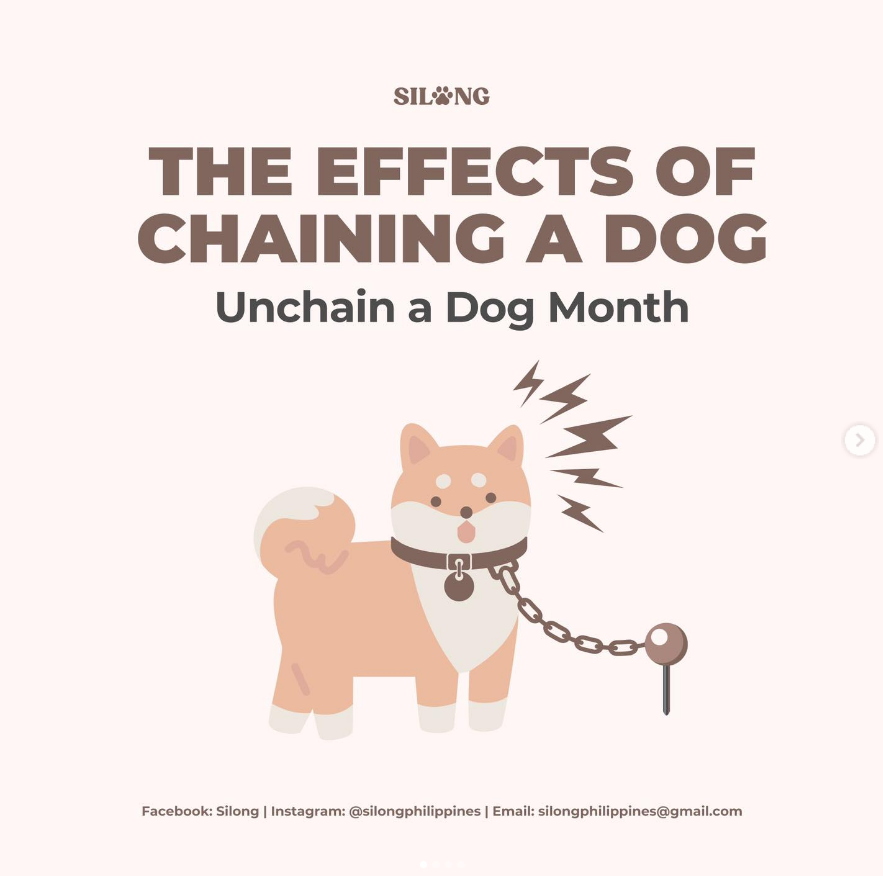 SILONG
THE EFFECTS OF
CHAINING A DOG
Unchain a Dog Month
Facebook: Silong | Instagram: @silongphilippines | Email: silongphilippines@gmail.com